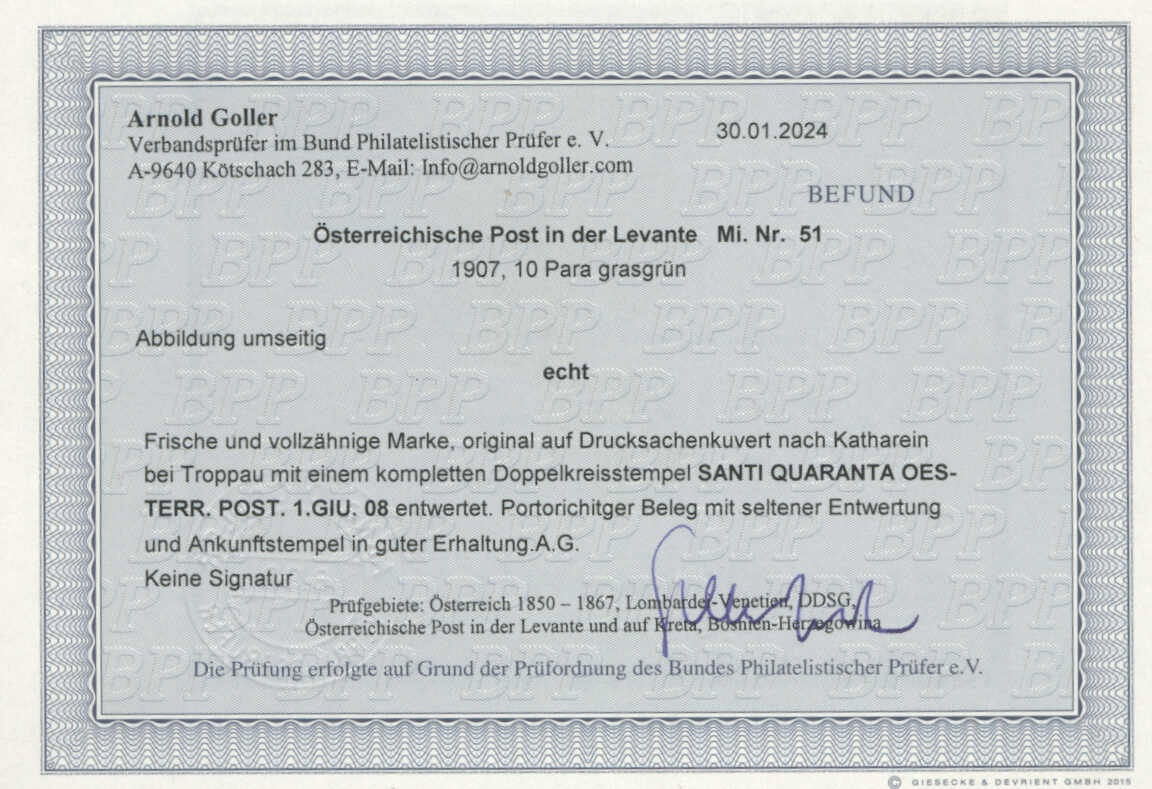 Arnold Goller
Verbandsprüfer im Bund Philatelistischer Prüfer e. V.
A-9640 Kötschach 283, E-Mail: Info@arnoldgoller.com
30.01.2024
BEFUND
Österreichische Post in der Levante Mi. Nr. 51
1907, 10 Para grasgrün
Abbildung umseitig
echt
Frische und vollzähnige Marke, original auf Drucksachenkuvert nach Katharein
bei Troppau mit einem kompletten Doppelkreisstempel SANTI QUARANTA OES-
TERR. POST. 1.GIU. 08 entwertet. Portorichitger Beleg mit seltener Entwertung
und Ankunftstempel in guter Erhaltung.A.G.
Keine Signatur
Prüfgebiete: Österreich 1850 – 1867, Lombardei-Venetien, DDSG,
Österreichische Post in der Levante und auf Kreta, Bosnien-Herzegowina
Die Prüfung erfolgte auf Grund der Prüfordnung des Bundes Philatelistischer Prüfer e.V.
© GIESECKE & DEVRIENT GMBH 2015